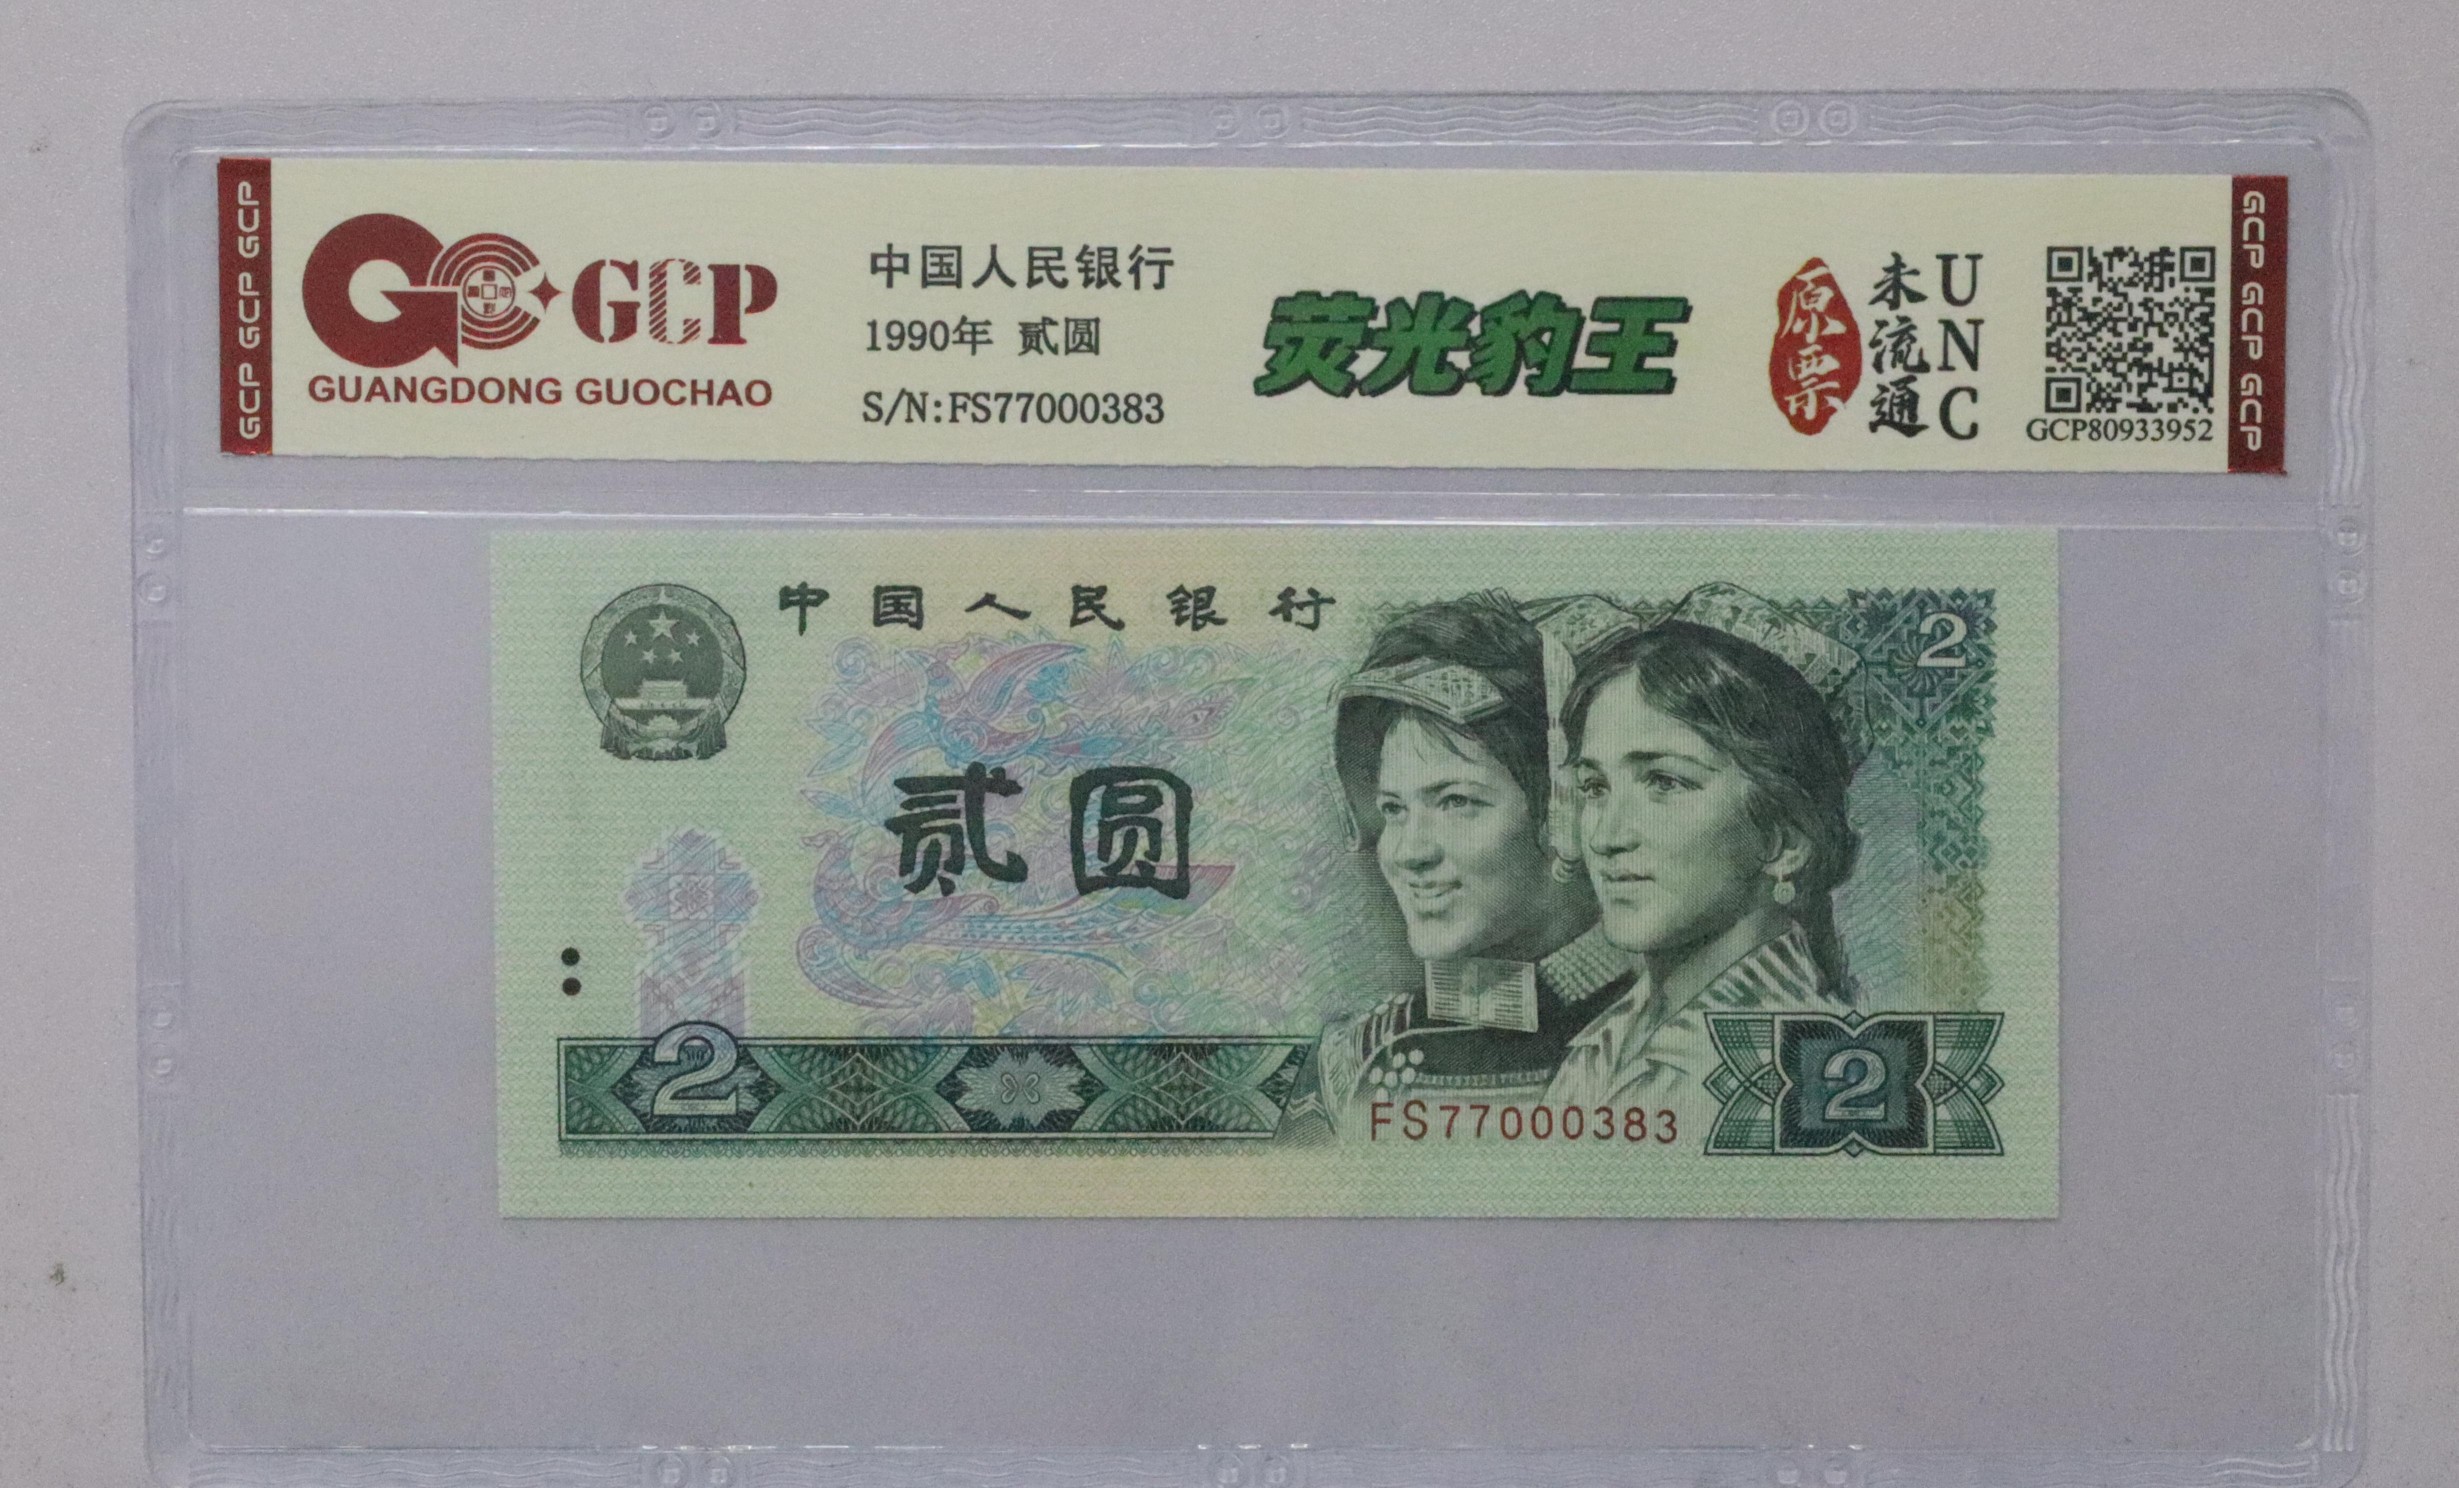 GCP GCP GCP
GCP
GUANGDONG GUOCHAO
中国人民银行
1990年 贰圆
S/N:FS77000383
荧光豹王
原票
未流通
UNC
GCP80933952
GCP GCP GCP
中国人民银行
2
贰圆
2
FS77000383
2